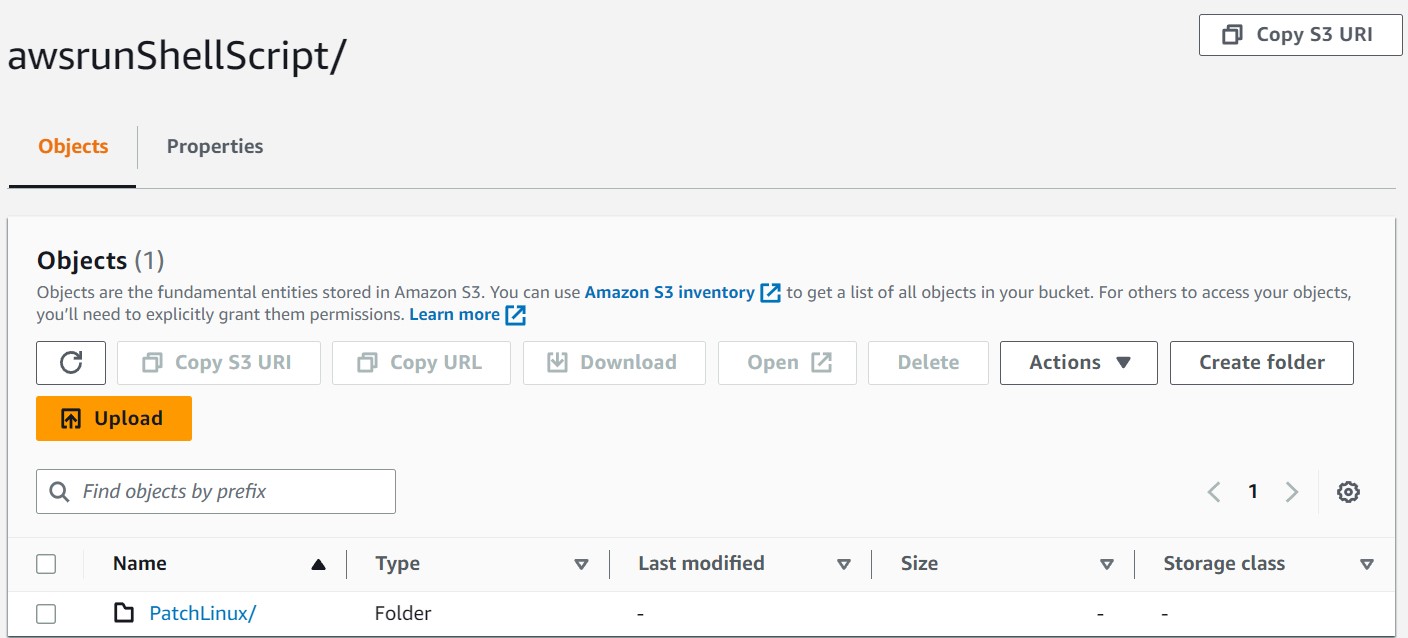 Copy S3 URI
awsrunShellScript/
Objects Properties
Objects (1)
Objects are the fundamental entities stored in Amazon S3. You can use Amazon S3 inventory to get a list of all objects in your bucket. For others to access your objects,
you’ll need to explicitly grant them permissions. Learn more
Copy S3 URI Copy URL Download Open Delete Actions Create folder
Upload
Find objects by prefix 1
Name Type Last modified Size Storage class
PatchLinux/ Folder - - -